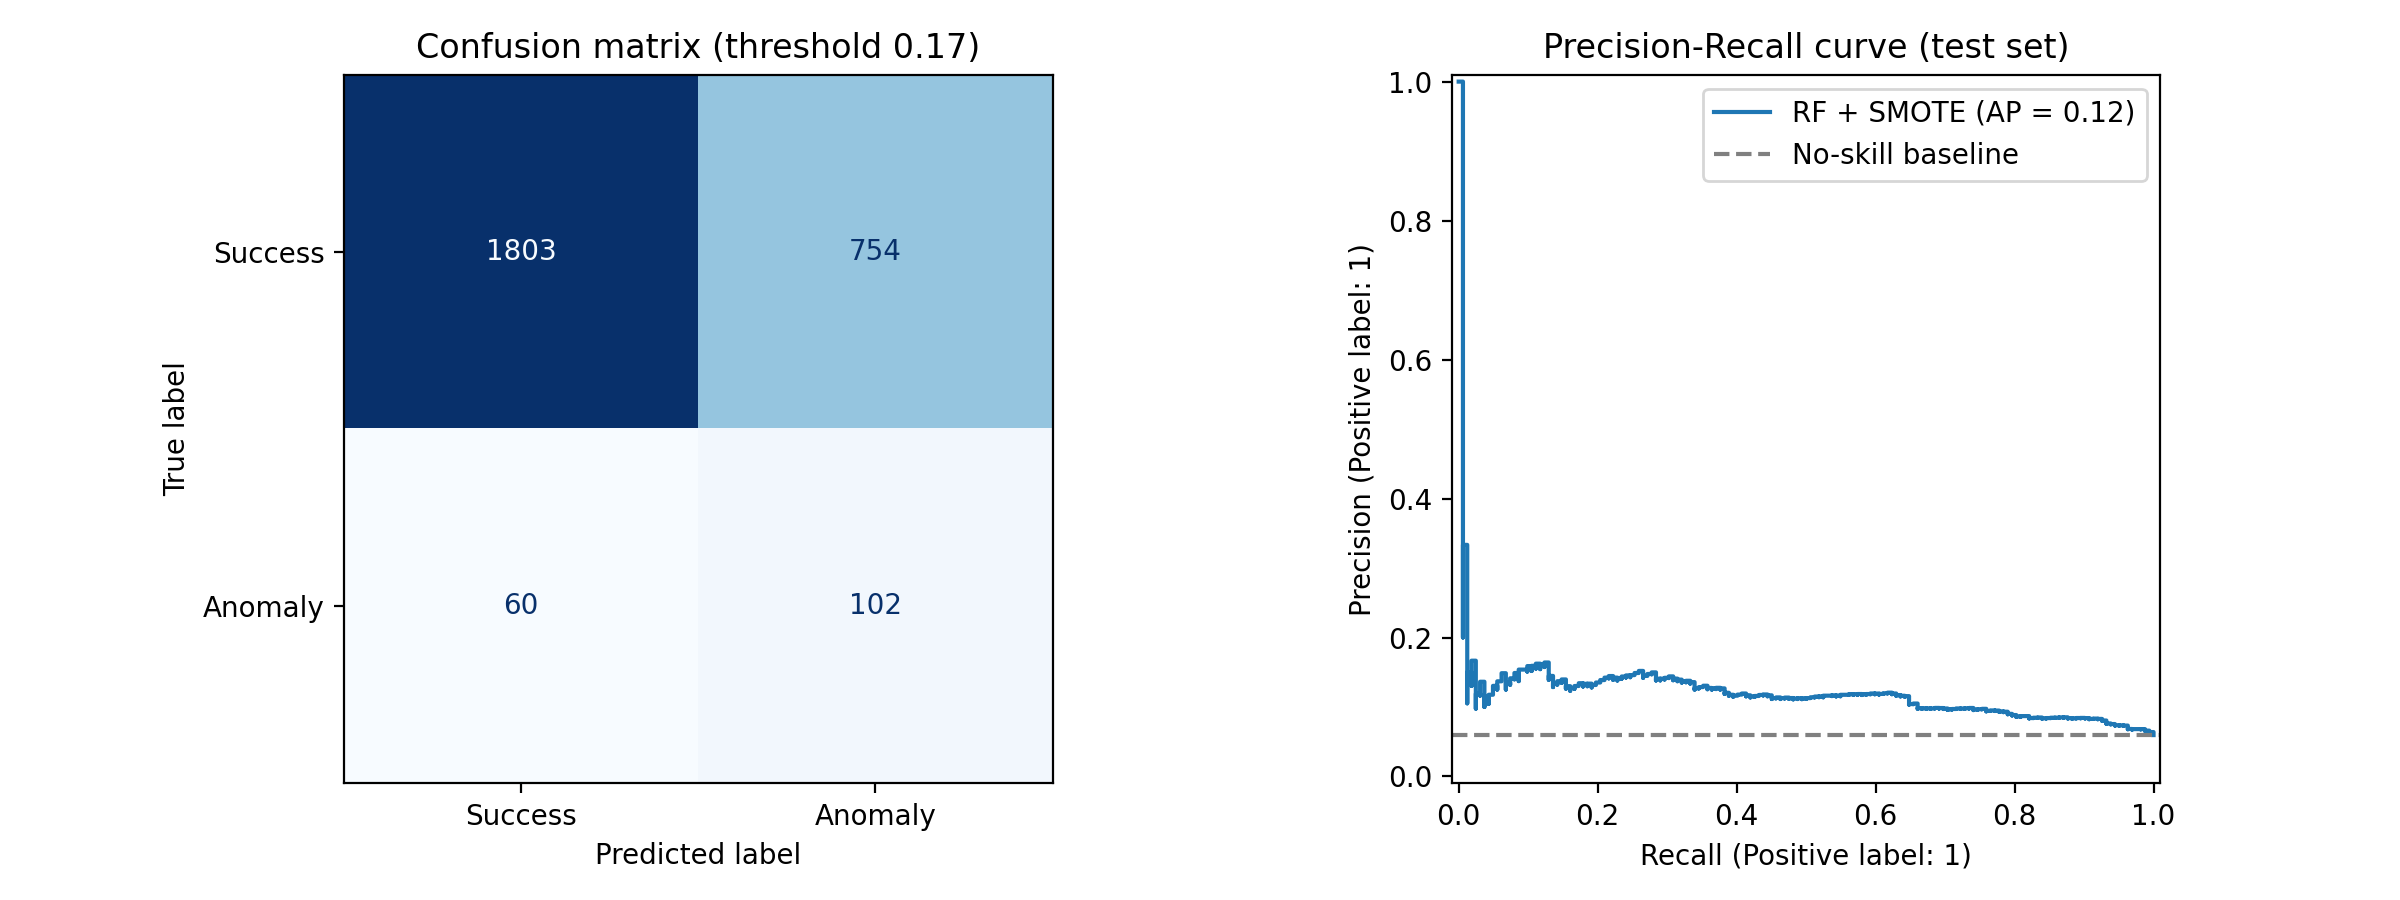 Confusion matrix (threshold 0.17)
True label
Success
1803
754
Anomaly
60
102
Success
Anomaly
Predicted label
Precision-Recall curve (test set)
RF + SMOTE (AP = 0.12)
No-skill baseline
Precision (Positive label: 1)
1.0
0.8
0.6
0.4
0.2
0.0
0.0
0.2
0.4
0.6
0.8
1.0
Recall (Positive label: 1)